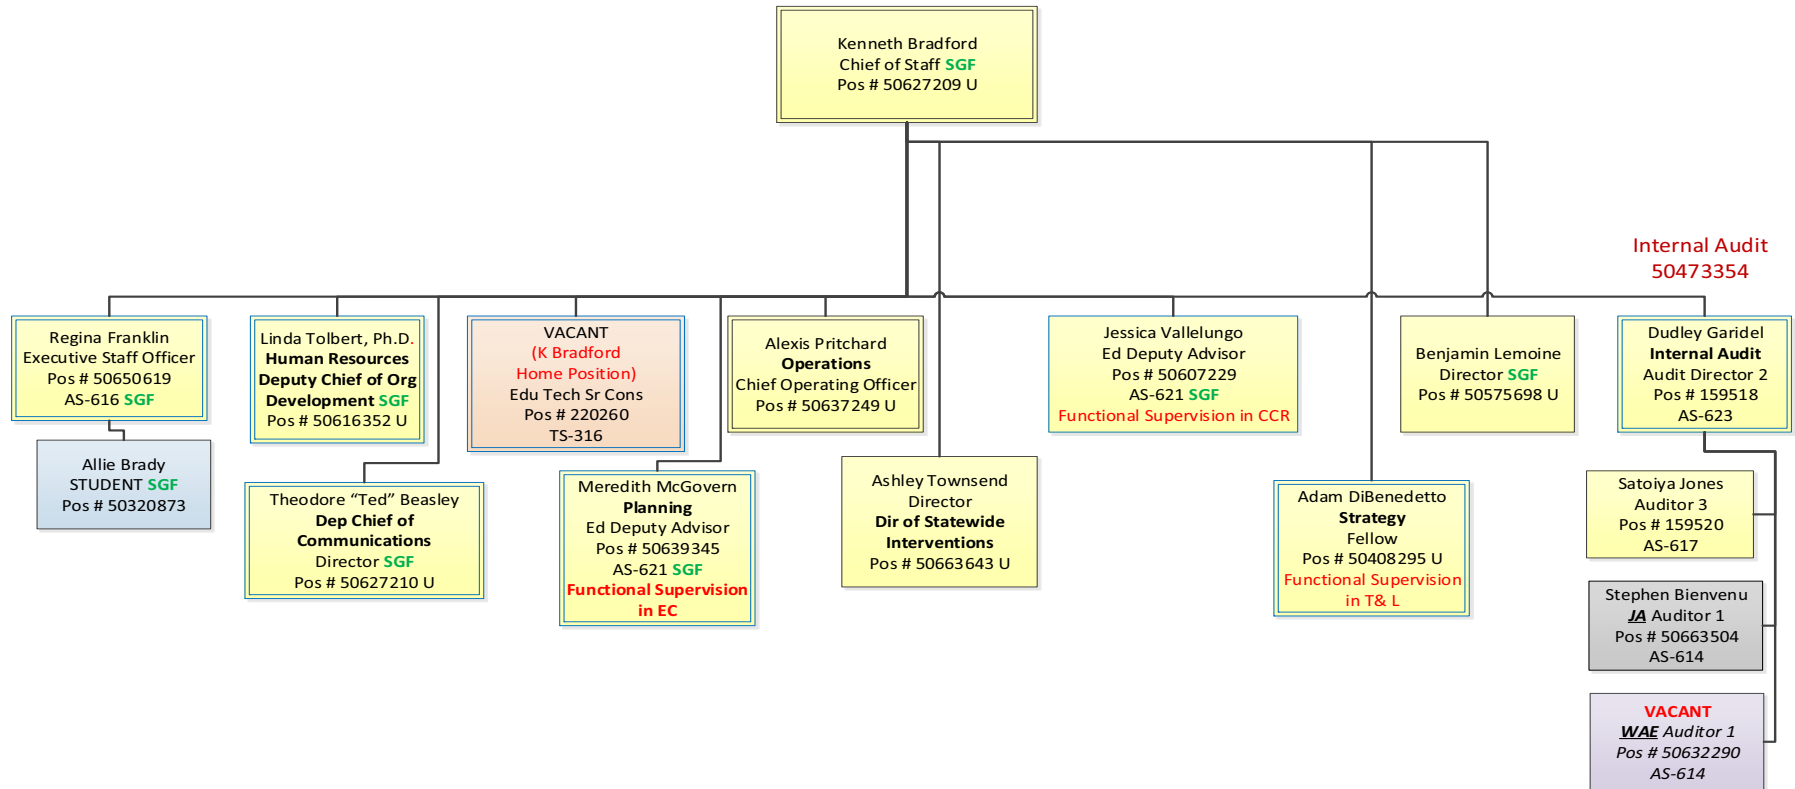 Kenneth Bradford
Chief of Staff SGF
Pos # 50627209 U
Internal Audit
50473354
Regina Franklin
Executive Staff Officer
Pos # 50650619
AS-616 SGF
Linda Tolbert, Ph.D.
Human Resources
Deputy Chief of Org
Development SGF
Pos # 50616352 U
VACANT
(K Bradford
Home Position)
Edu Tech Sr Cons
Pos # 220260
TS-316
Alexis Pritchard
Operations
Chief Operating Officer
Pos # 50637249 U
Jessica Vallelungo
Ed Deputy Advisor
Pos # 50607229
AS-621 SGF
Functional Supervision in CCR
Benjamin Lemoine
Director SGF
Pos # 50575698 U
Dudley Garidel
Internal Audit
Audit Director 2
Pos # 159518
AS-623
Allie Brady
STUDENT SGF
Pos # 50320873
Theodore “Ted” Beasley
Dep Chief of
Communications
Director SGF
Pos # 50627210 U
Meredith McGovern
Planning
Ed Deputy Advisor
Pos # 50639345
AS-621 SGF
Functional Supervision
in EC
Ashley Townsend
Director
Dir of Statewide
Interventions
Pos # 50663643 U
Adam DiBenedetto
Strategy
Fellow
Pos # 50408295 U
Functional Supervision
in T& L
Satoiya Jones
Auditor 3
Pos # 159520
AS-617
Stephen Bienvenu
JA Auditor 1
Pos # 50663504
AS-614
VACANT
WAE Auditor 1
Pos # 50632290
AS-614